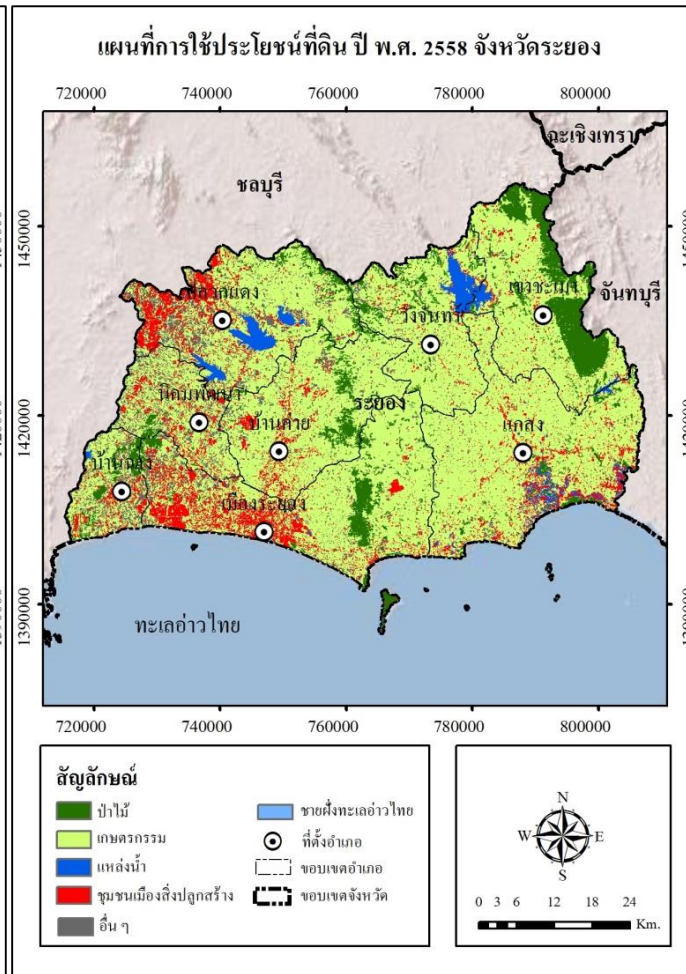 แผนที่การใช้ประโยชน์ที่ดิน ปี พ.ศ. 2558 จังหวัดระยอง
720000 740000 760000 780000 800000
ฉะเชิงเทรา
ชลบุรี
1450000 1450000
จันทบุรี
ปลวกแดง
เขาชะเมา
วังจันทร์
นิคมพัฒนา
ระยอง
1420000
บ้านค่าย
แกลง
บ้านฉาง
เมืองระยอง
1390000
ทะเลอ่าวไทย
720000 740000 760000 780000 800000
สัญลักษณ์
ป่าไม้
เกษตรกรรม
แหล่งน้ำ
ชุมชนเมืองสิ่งปลูกสร้าง
อื่น ๆ
ชายฝั่งทะเลอ่าวไทย
ที่ตั้งอำเภอ
ขอบเขตอำเภอ
ขอบเขตจังหวัด
N
W E
S
0 3 6 12 18 24
Km.